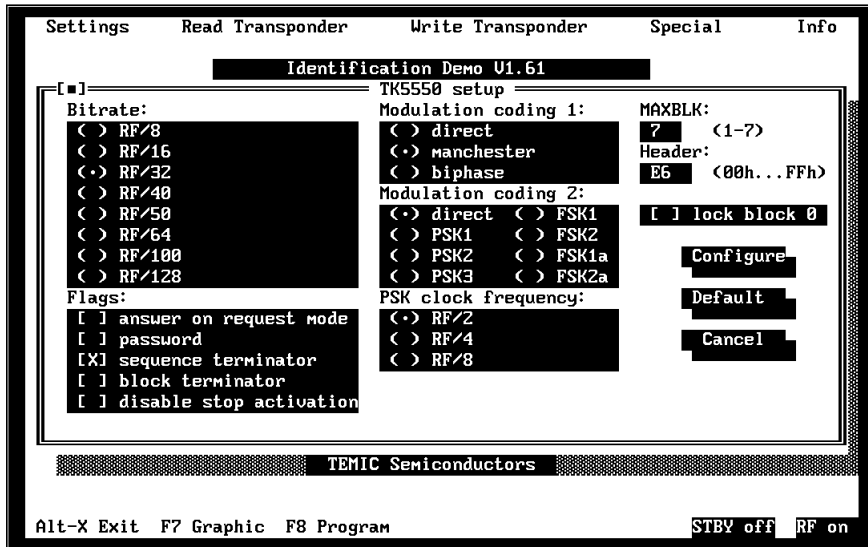 Settings Read Transponder Write Transponder Special Info
Identification Demo V1.61
[■] TK5550 setup
Bitrate:
( ) RF/8
( ) RF/16
(·) RF/32
( ) RF/40
( ) RF/50
( ) RF/64
( ) RF/100
( ) RF/128
Flags:
[ ] answer on request mode
[ ] password
[X] sequence terminator
[ ] block terminator
[ ] disable stop activation
Modulation coding 1:
( ) direct
(·) manchester
( ) biphase
Modulation coding 2:
(·) direct ( ) FSK1
( ) PSK1 ( ) FSK2
( ) PSK2 ( ) FSK1a
( ) PSK3 ( ) FSK2a
PSK clock frequency:
(·) RF/2
( ) RF/4
( ) RF/8
MAXBLK:
7 (1-7)
Header:
E6 (00h...FFh)
[ ] lock block 0
Configure
Default
Cancel
TEMIC Semiconductors
Alt-X Exit F7 Graphic F8 Program STBY off RF on